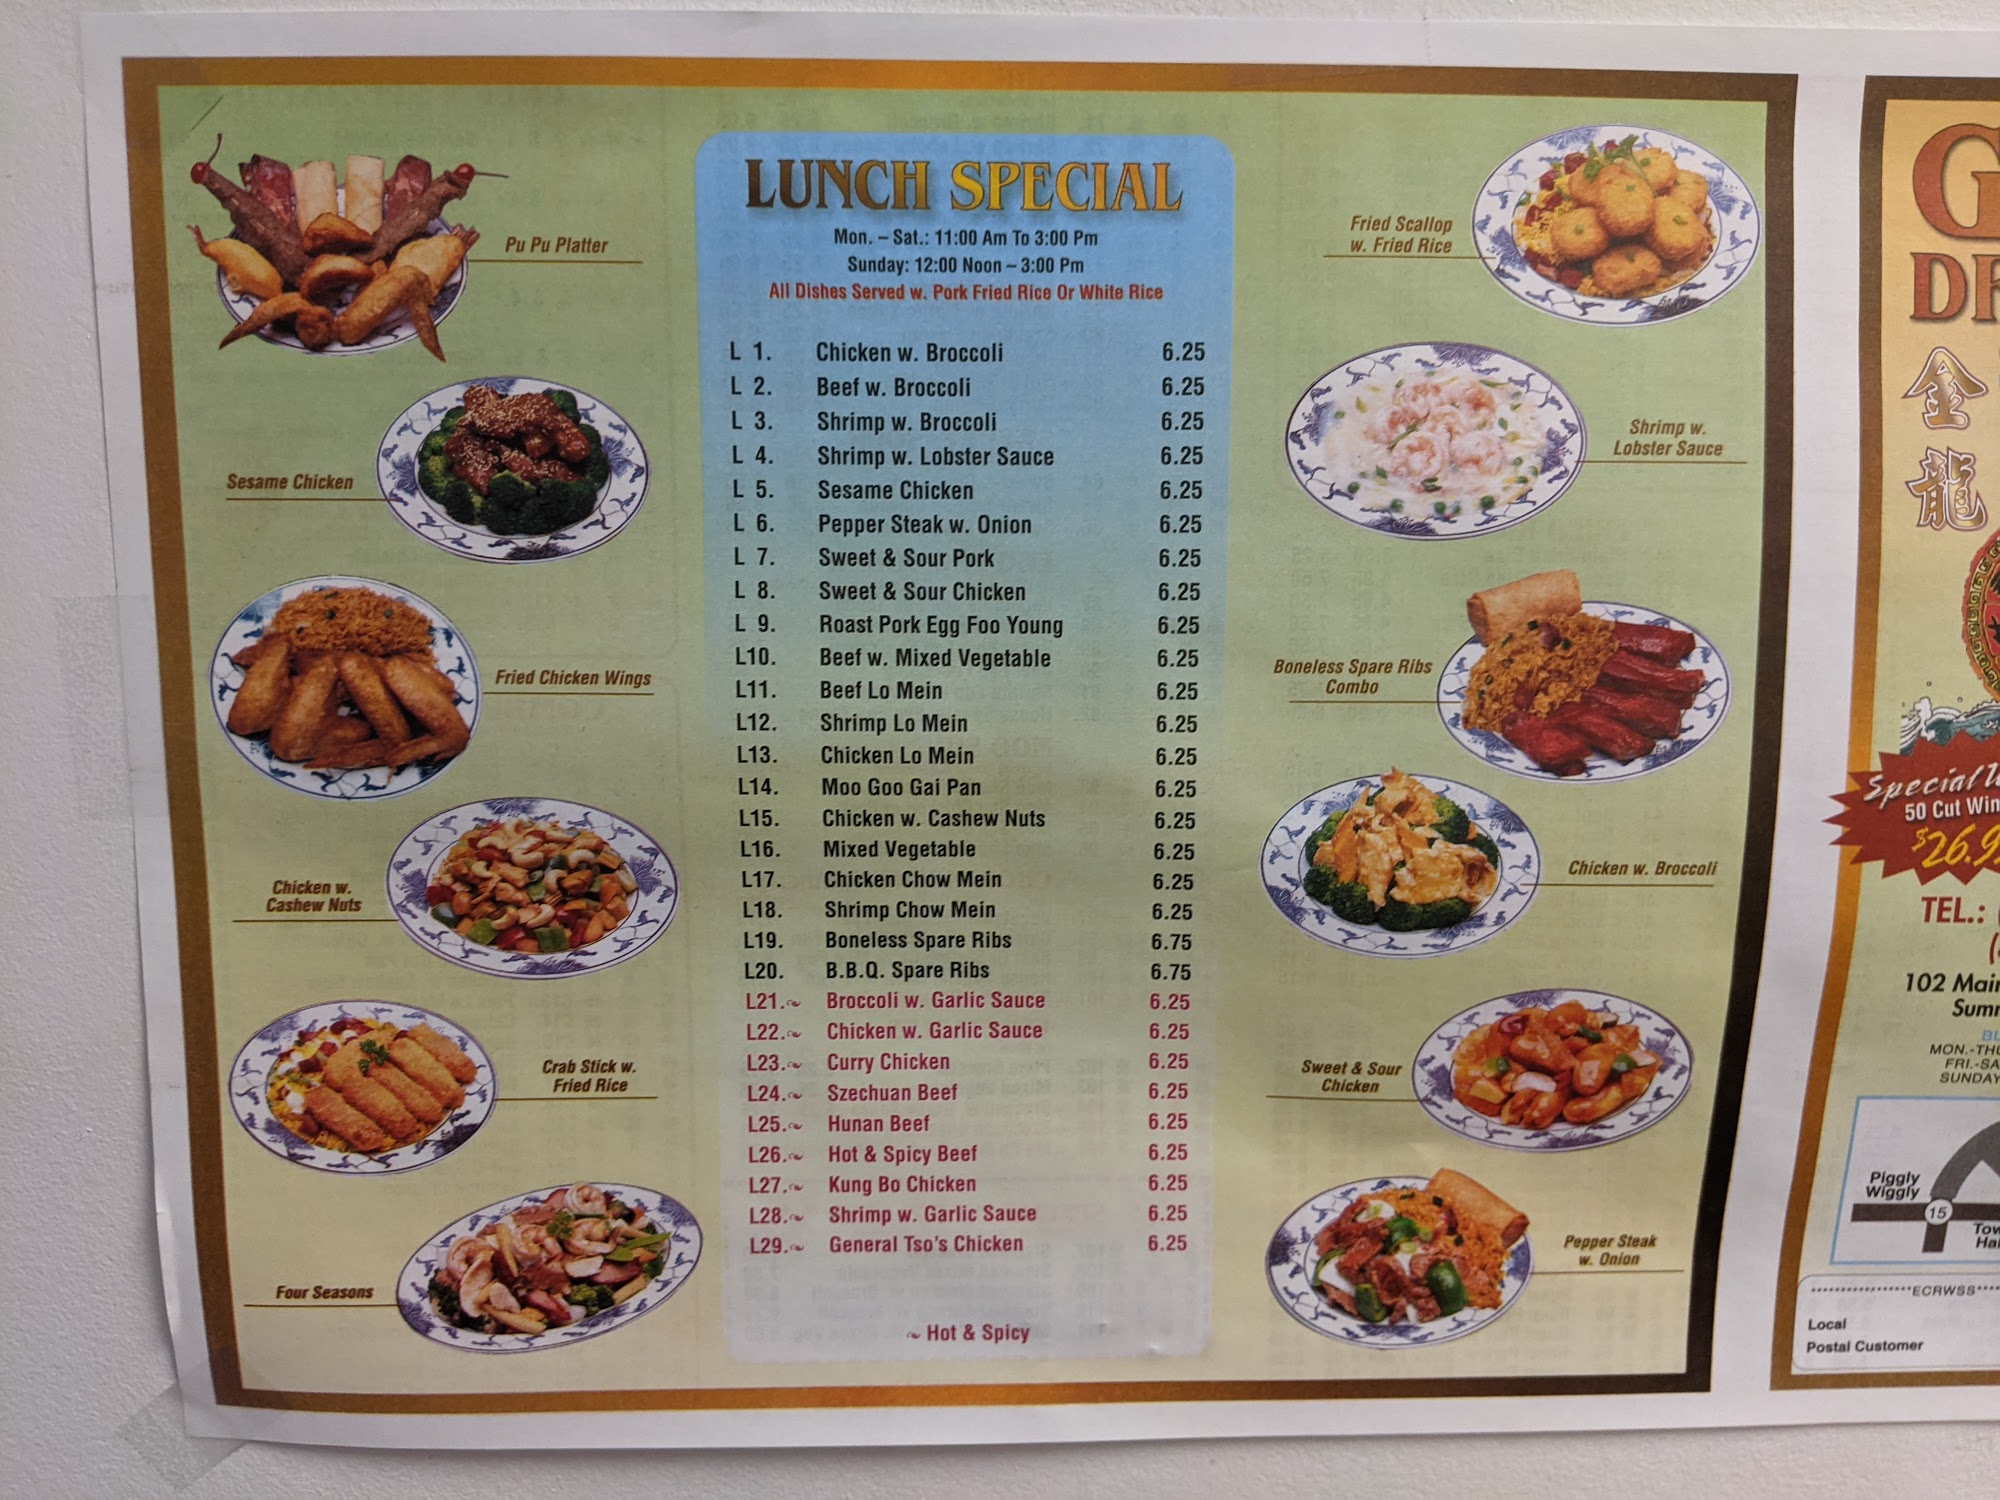 LUNCH SPECIAL
Mon. – Sat.: 11:00 Am To 3:00 Pm
Sunday: 12:00 Noon – 3:00 Pm
All Dishes Served w. Pork Fried Rice Or White Rice
L 1. Chicken w. Broccoli 6.25
L 2. Beef w. Broccoli 6.25
L 3. Shrimp w. Broccoli 6.25
L 4. Shrimp w. Lobster Sauce 6.25
L 5. Sesame Chicken 6.25
L 6. Pepper Steak w. Onion 6.25
L 7. Sweet & Sour Pork 6.25
L 8. Sweet & Sour Chicken 6.25
L 9. Roast Pork Egg Foo Young 6.25
L10. Beef w. Mixed Vegetable 6.25
L11. Beef Lo Mein 6.25
L12. Shrimp Lo Mein 6.25
L13. Chicken Lo Mein 6.25
L14. Moo Goo Gai Pan 6.25
L15. Chicken w. Cashew Nuts 6.25
L16. Mixed Vegetable 6.25
L17. Chicken Chow Mein 6.25
L18. Shrimp Chow Mein 6.25
L19. Boneless Spare Ribs 6.75
L20. B.B.Q. Spare Ribs 6.75
L21. Broccoli w. Garlic Sauce 6.25
L22. Chicken w. Garlic Sauce 6.25
L23. Curry Chicken 6.25
L24. Szechuan Beef 6.25
L25. Hunan Beef 6.25
L26. Hot & Spicy Beef 6.25
L27. Kung Bo Chicken 6.25
L28. Shrimp w. Garlic Sauce 6.25
L29. General Tso's Chicken 6.25
Hot & Spicy
Pu Pu Platter
Sesame Chicken
Fried Chicken Wings
Chicken w.
Cashew Nuts
Crab Stick w.
Fried Rice
Four Seasons
Fried Scallop
w. Fried Rice
Shrimp w.
Lobster Sauce
Boneless Spare Ribs
Combo
Chicken w. Broccoli
Sweet & Sour
Chicken
Pepper Steak
w. Onion
G
DR
金
龍
Special
50 Cut Win
$26.9
TEL.: (
102 Main
Summ
BU
MON.-THU
FRI.-SA
SUNDAY
Piggly
Wiggly
15
Tow
Ha
******************ECRWSS****
Local
Postal Customer